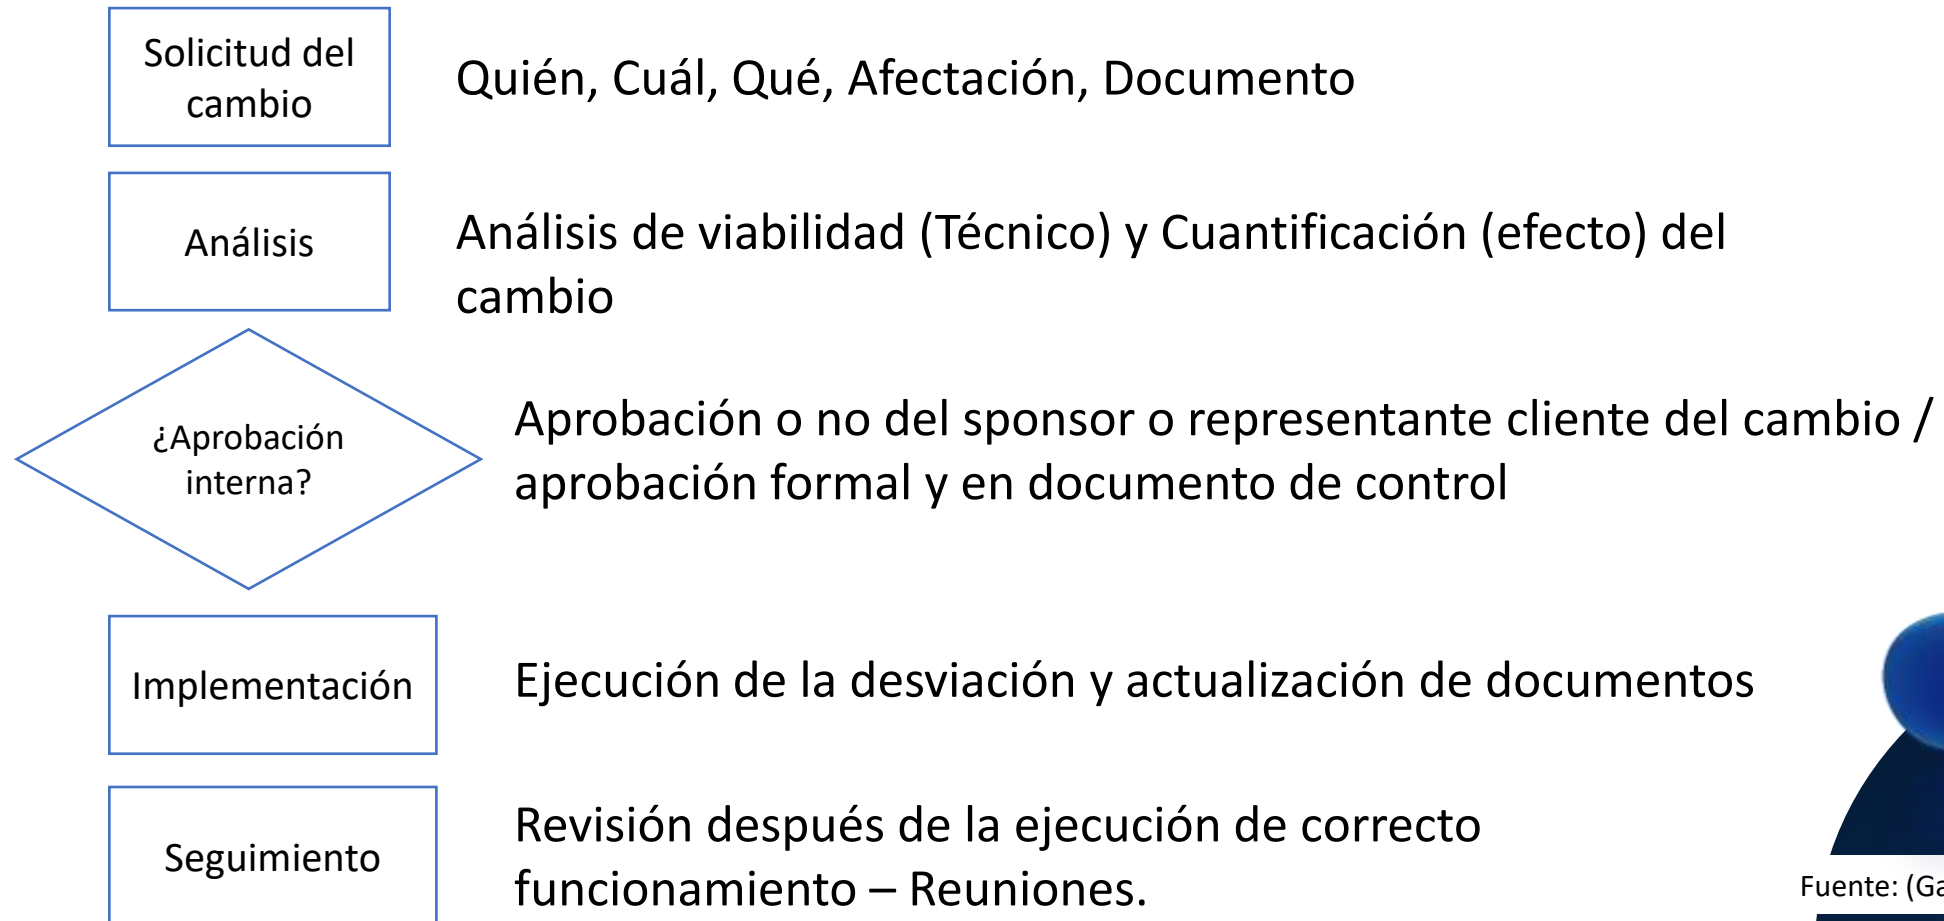 Solicitud del
cambio
Quién, Cuál, Qué, Afectación, Documento
Análisis
Análisis de viabilidad (Técnico) y Cuantificación (efecto) del
cambio
¿Aprobación
interna?
Aprobación o no del sponsor o representante cliente del cambio /
aprobación formal y en documento de control
Implementación
Ejecución de la desviación y actualización de documentos
Seguimiento
Revisión después de la ejecución de correcto
funcionamiento – Reuniones.
Fuente: (Ga